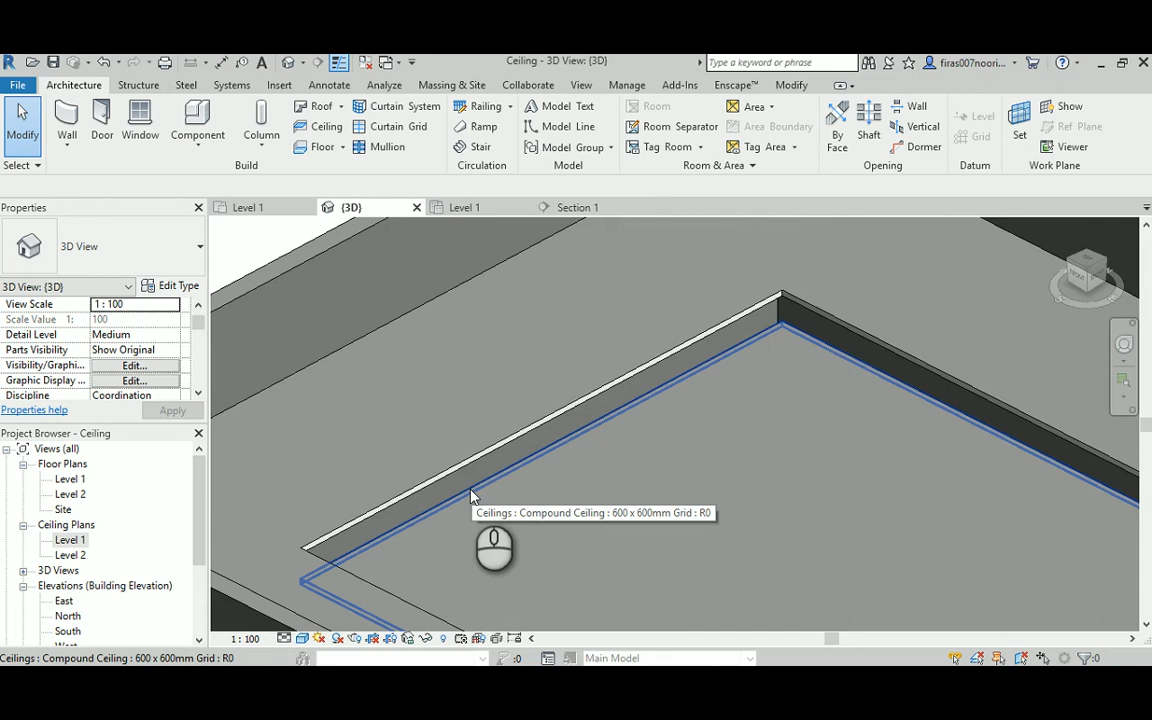 Ceiling - 3D View: {3D}
Type a keyword or phrase
firas007noori...
File
Architecture
Structure
Steel
Systems
Insert
Annotate
Analyze
Massing & Site
Collaborate
View
Manage
Add-Ins
Enscape™
Modify
Modify
Wall
Door
Window
Component
Column
Roof
Ceiling
Floor
Curtain System
Curtain Grid
Mullion
Railing
Ramp
Stair
Model Text
Model Line
Model Group
Room
Room Separator
Tag Room
Area
Area Boundary
Tag Area
By
Face
Shaft
Wall
Vertical
Dormer
Level
Grid
Set
Show
Ref Plane
Viewer
Select
Build
Circulation
Model
Room & Area
Opening
Datum
Work Plane
Properties
Level 1
{3D}
Level 1
Section 1
3D View
3D View: {3D}
Edit Type
View Scale 1 : 100
Scale Value 1: 100
Detail Level Medium
Parts Visibility Show Original
Visibility/Graphi... Edit...
Graphic Display ... Edit...
Discipline Coordination
Properties help
Apply
Project Browser - Ceiling
Views (all)
Floor Plans
Level 1
Level 2
Site
Ceiling Plans
Level 1
Level 2
3D Views
Elevations (Building Elevation)
East
North
South
FRONT
Ceilings : Compound Ceiling : 600 x 600mm Grid : R0
1 : 100
Ceilings : Compound Ceiling : 600 x 600mm Grid : R0
:0
Main Model
:0